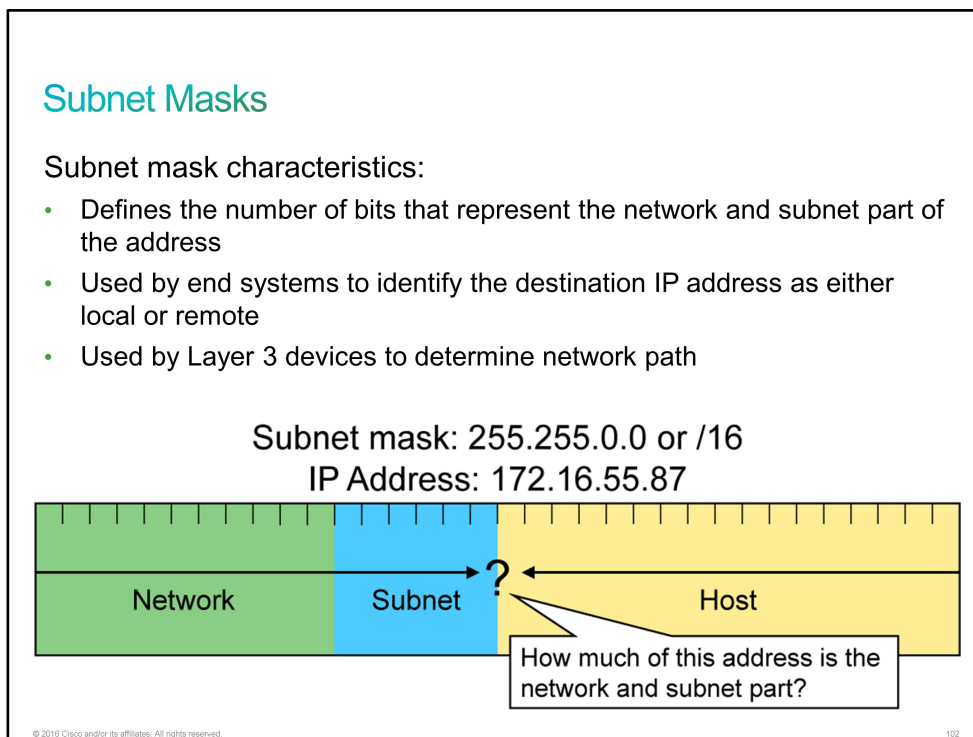 Subnet Masks
Subnet mask characteristics:
• Defines the number of bits that represent the network and subnet part of
the address
• Used by end systems to identify the destination IP address as either
local or remote
• Used by Layer 3 devices to determine network path
Subnet mask: 255.255.0.0 or /16
IP Address: 172.16.55.87
?
Network
Subnet
Host
How much of this address is the
network and subnet part?
© 2016 Cisco and/or its affiliates. All rights reserved.
102